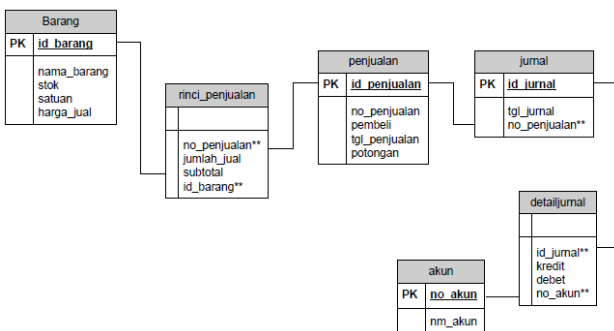 Barang
PK id_barang
nama_barang
stok
satuan
harga_jual
rinci_penjualan
no_penjualan**
jumlah_jual
subtotal
id_barang**
penjualan
PK id_penjualan
no_penjualan
pembeli
tgl_penjualan
potongan
jurnal
PK id_jurnal
tgl_jurnal
no_penjualan**
detailjurnal
id_jurnal**
kredit
debet
no_akun**
akun
PK no_akun
nm_akun